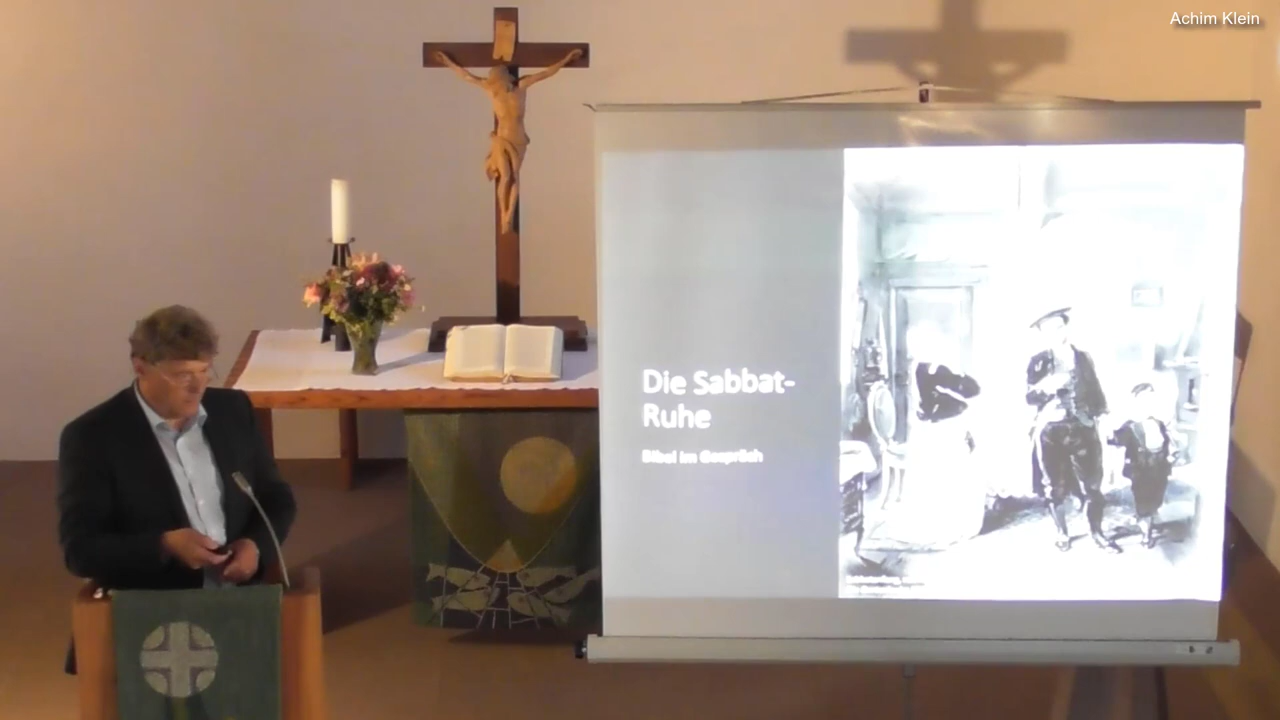 Achim Klein
Die Sabbat-
Ruhe
Bibel im Gespräch